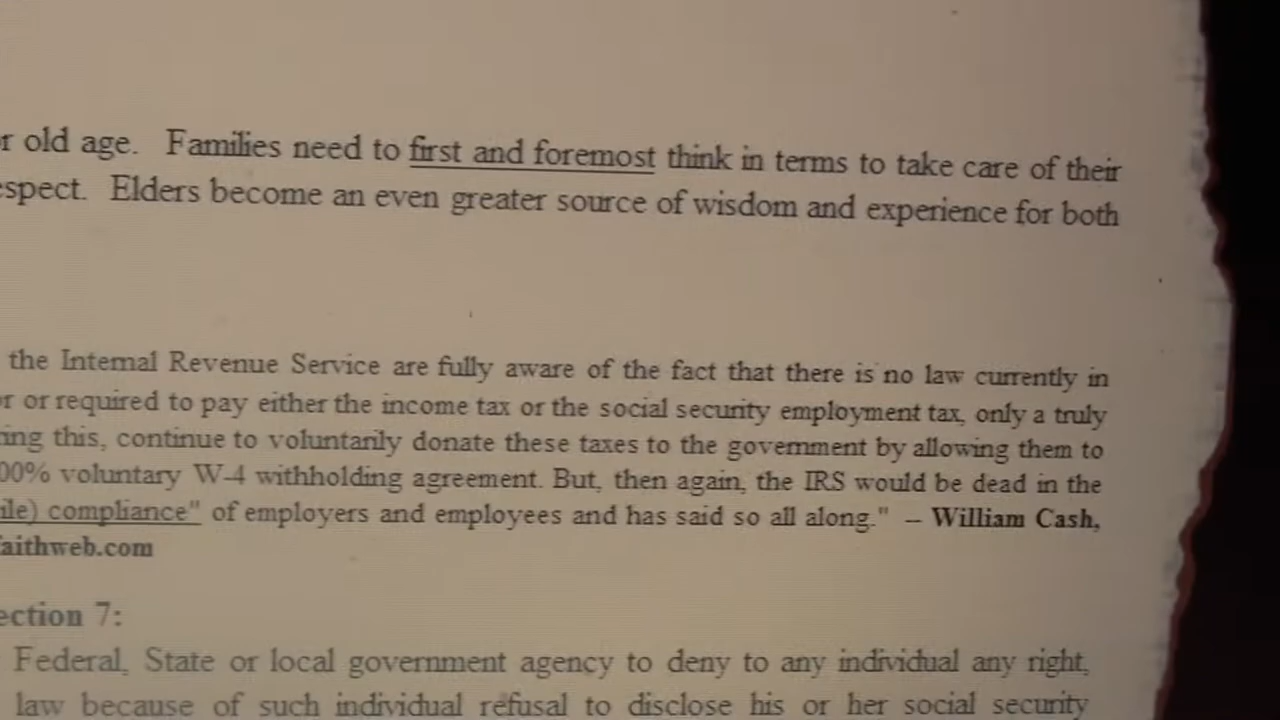 r old age. Families need to first and foremost think in terms to take care of their
espect. Elders become an even greater source of wisdom and experience for both
the Internal Revenue Service are fully aware of the fact that there is no law currently in
r or required to pay either the income tax or the social security employment tax, only a truly
ing this, continue to voluntarily donate these taxes to the government by allowing them to
00% voluntary W-4 withholding agreement. But, then again, the IRS would be dead in the
ile) compliance" of employers and employees and has said so all along." – William Cash,
faithweb.com
ection 7:
Federal, State or local government agency to deny to any individual any right,
law because of such individual refusal to disclose his or her social security